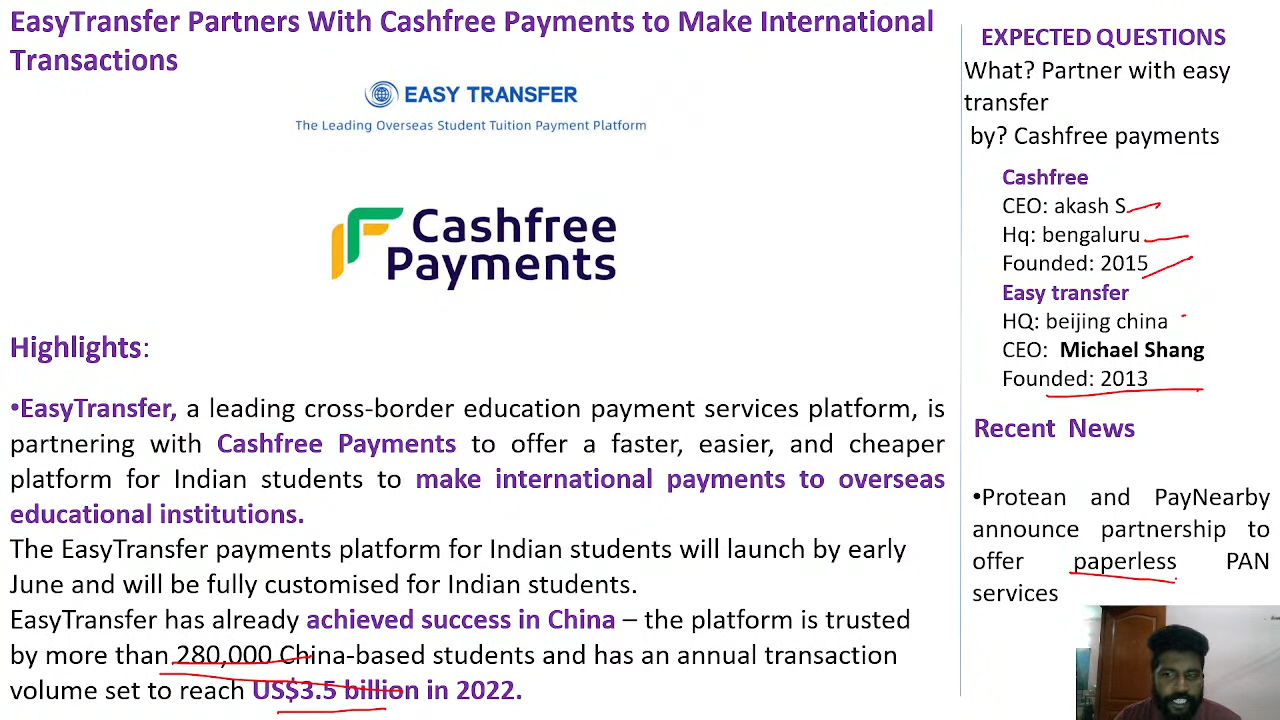 EasyTransfer Partners With Cashfree Payments to Make International
Transactions
EASY TRANSFER
The Leading Overseas Student Tuition Payment Platform
Cashfree
Payments
Highlights:
•EasyTransfer, a leading cross-border education payment services platform, is
partnering with Cashfree Payments to offer a faster, easier, and cheaper
platform for Indian students to make international payments to overseas
educational institutions.
The EasyTransfer payments platform for Indian students will launch by early
June and will be fully customised for Indian students.
EasyTransfer has already achieved success in China – the platform is trusted
by more than 280,000 China-based students and has an annual transaction
volume set to reach US$3.5 billion in 2022.
EXPECTED QUESTIONS
What? Partner with easy
transfer
by? Cashfree payments
Cashfree
CEO: akash S
Hq: bengaluru
Founded: 2015
Easy transfer
HQ: beijing china
CEO: Michael Shang
Founded: 2013
Recent News
•Protean and PayNearby
announce partnership to
offer paperless PAN
services